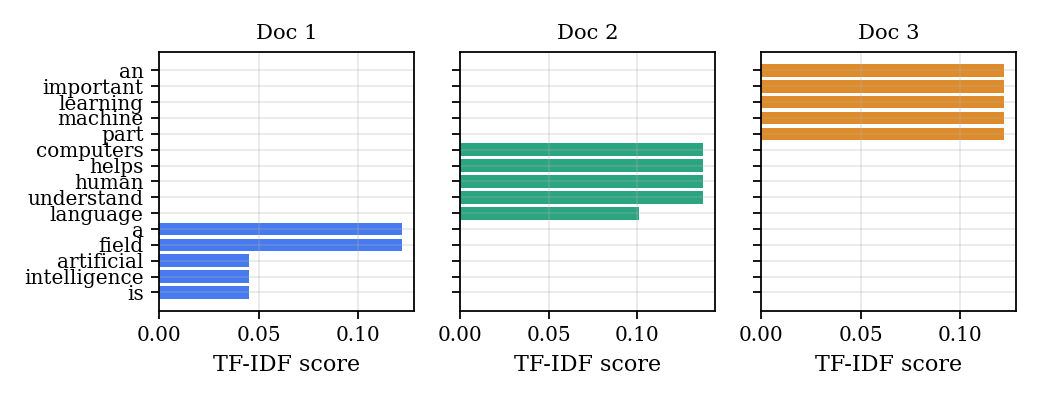 Doc 1 Doc 2 Doc 3
an
important
learning
machine
part
computers
helps
human
understand
language
a
field
artificial
intelligence
is
0.00 0.05 0.10 0.00 0.05 0.10 0.00 0.05 0.10
TF-IDF score TF-IDF score TF-IDF score